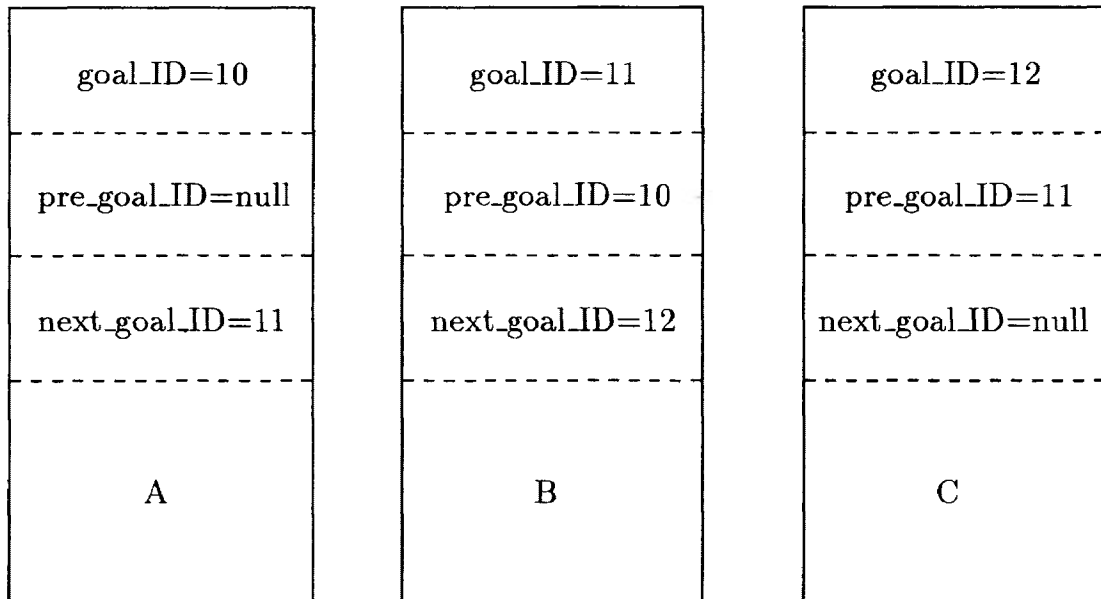 goal_ID=10
pre_goal_ID=null
next_goal_ID=11
A
goal_ID=11
pre_goal_ID=10
next_goal_ID=12
B
goal_ID=12
pre_goal_ID=11
next_goal_ID=null
C